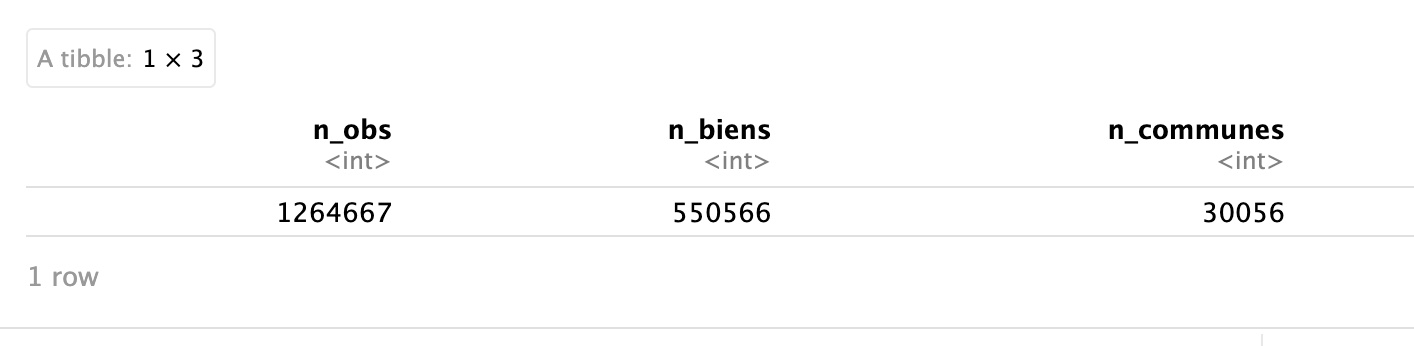 A tibble: 1 × 3
n_obs n_biens n_communes
<int> <int> <int>
1264667 550566 30056
1 row